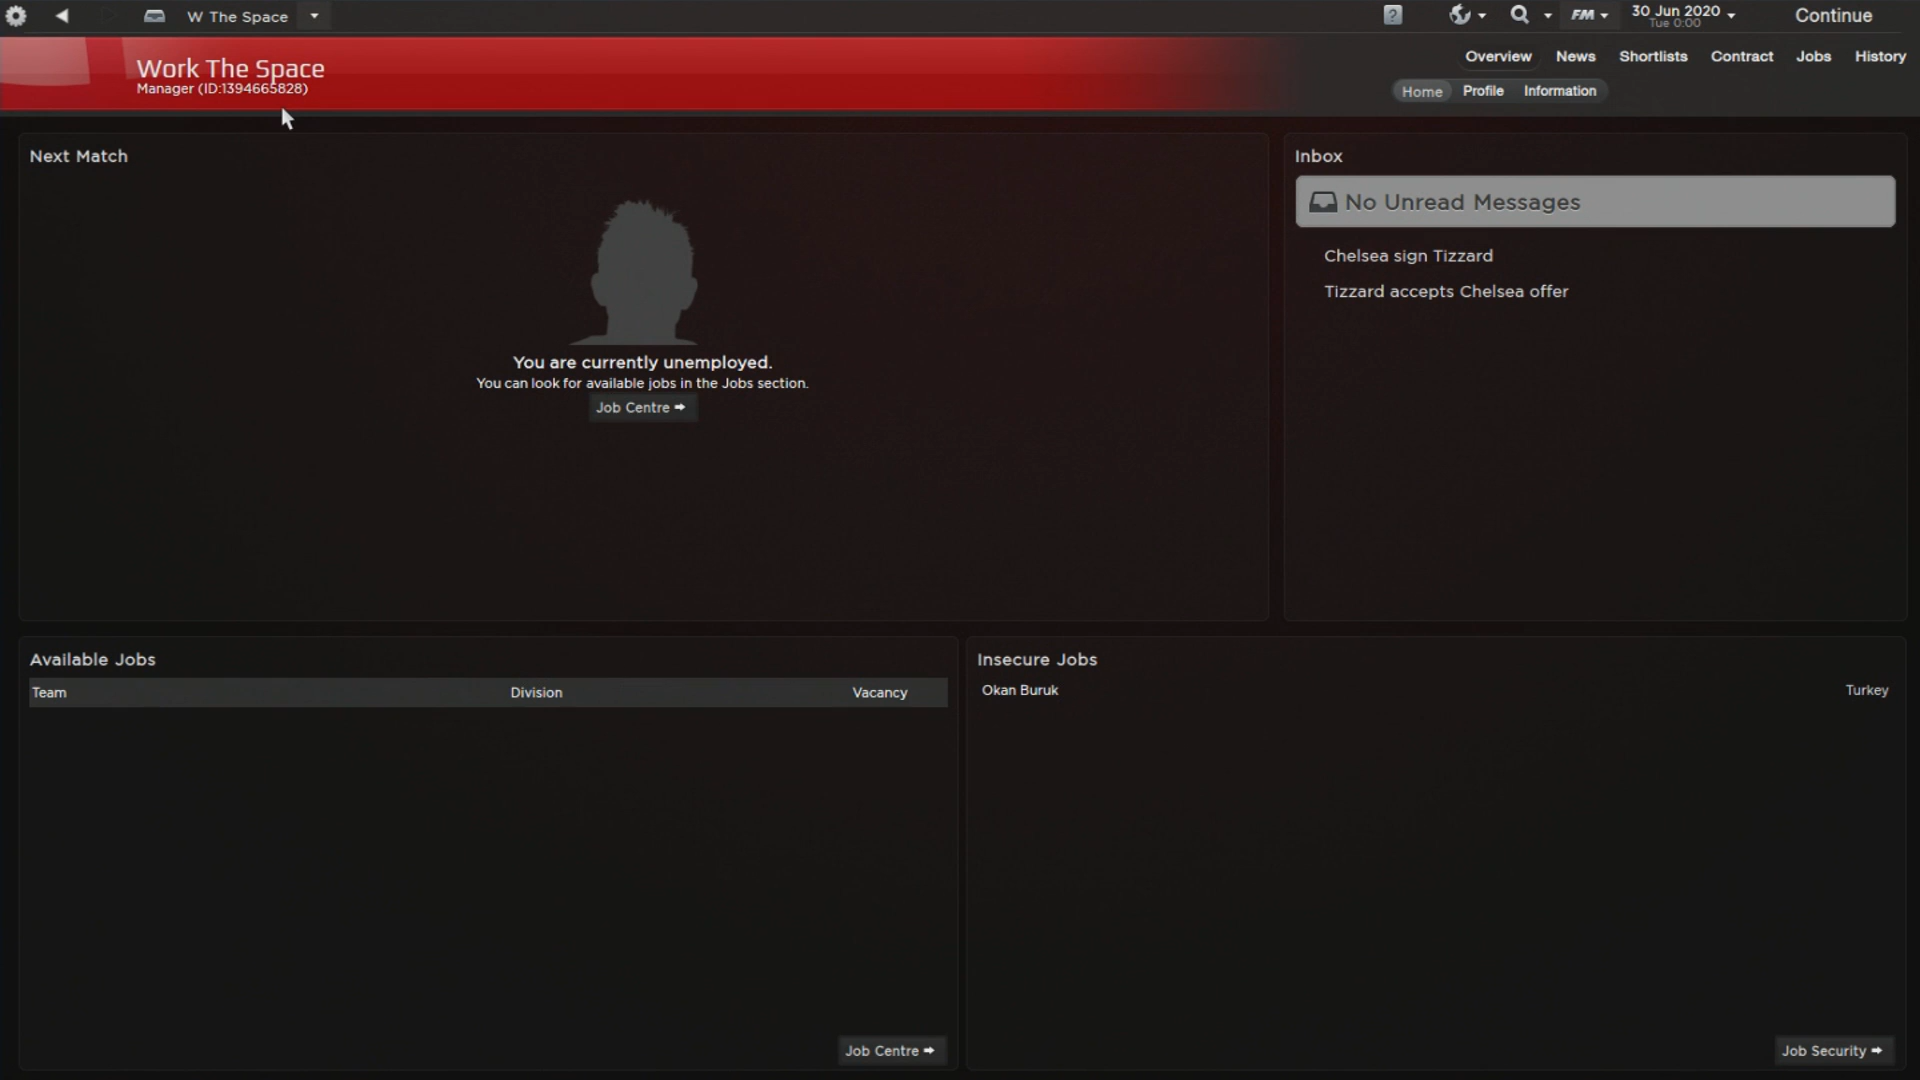 W The Space
?
FM
30 Jun 2020
Tue 0:00
Continue
Work The Space
Manager (ID:1394665828)
Overview News Shortlists Contract Jobs History
Home Profile Information
Next Match
You are currently unemployed.
You can look for available jobs in the Jobs section.
Job Centre
Inbox
No Unread Messages
Chelsea sign Tizzard
Tizzard accepts Chelsea offer
Available Jobs
Team Division Vacancy
Job Centre
Insecure Jobs
Okan Buruk Turkey
Job Security